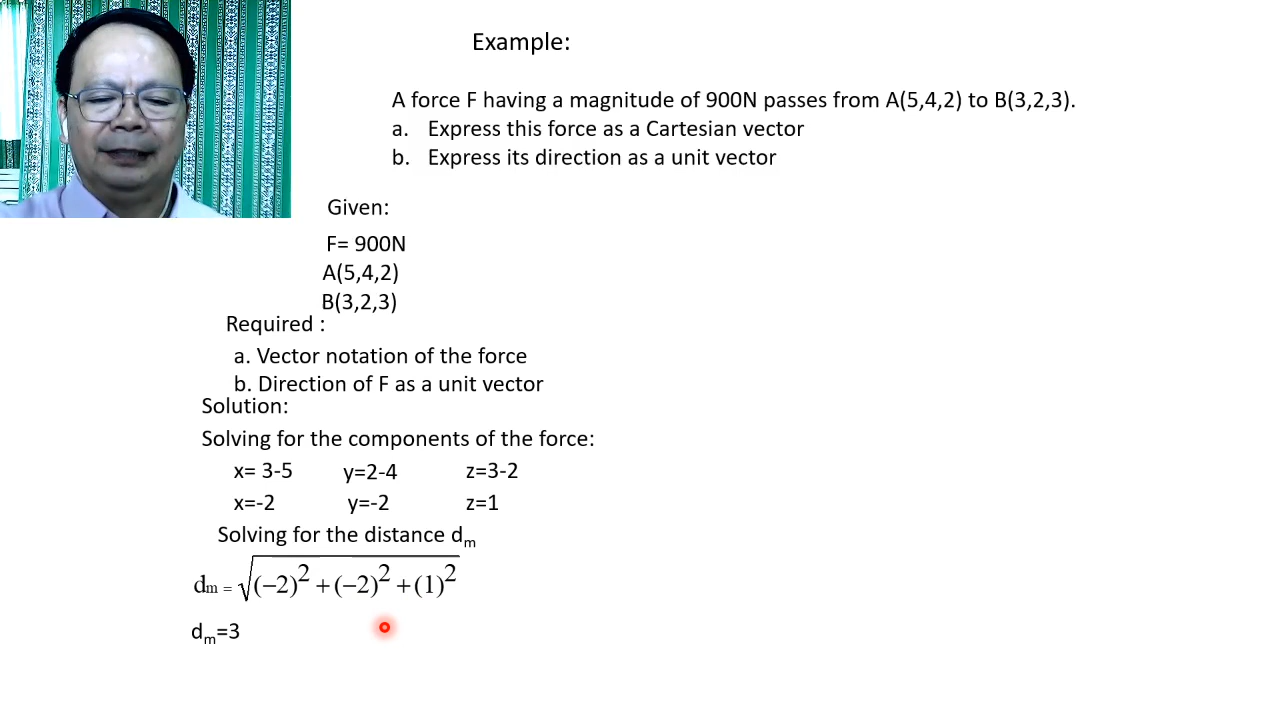 Example:
A force F having a magnitude of 900N passes from A(5,4,2) to B(3,2,3).
a. Express this force as a Cartesian vector
b. Express its direction as a unit vector
Given:
F= 900N
A(5,4,2)
B(3,2,3)
Required :
a. Vector notation of the force
b. Direction of F as a unit vector
Solution:
Solving for the components of the force:
x= 3-5 y=2-4 z=3-2
x=-2 y=-2 z=1
Solving for the distance dm
dm = √(−2)2 + (−2)2 + (1)2
dm=3